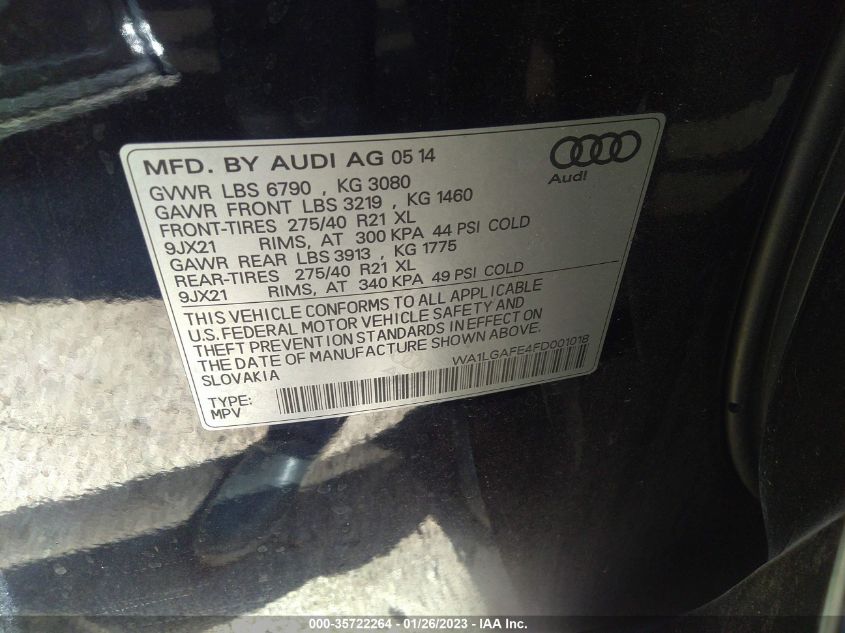 MFD. BY AUDI AG 05 14
Audi
GVWR LBS 6790 , KG 3080
GAWR FRONT LBS 3219 , KG 1460
FRONT-TIRES 275/40 R21 XL
9JX21 RIMS, AT 300 KPA 44 PSI COLD
GAWR REAR LBS 3913 , KG 1775
REAR-TIRES 275/40 R21 XL
9JX21 RIMS, AT 340 KPA 49 PSI COLD
THIS VEHICLE CONFORMS TO ALL APPLICABLE
U.S. FEDERAL MOTOR VEHICLE SAFETY AND
THEFT PREVENTION STANDARDS IN EFFECT ON
THE DATE OF MANUFACTURE SHOWN ABOVE.
SLOVAKIA
WA1LGAFE4FD001018
TYPE:
MPV
000-35722264 - 01/26/2023 - IAA Inc.